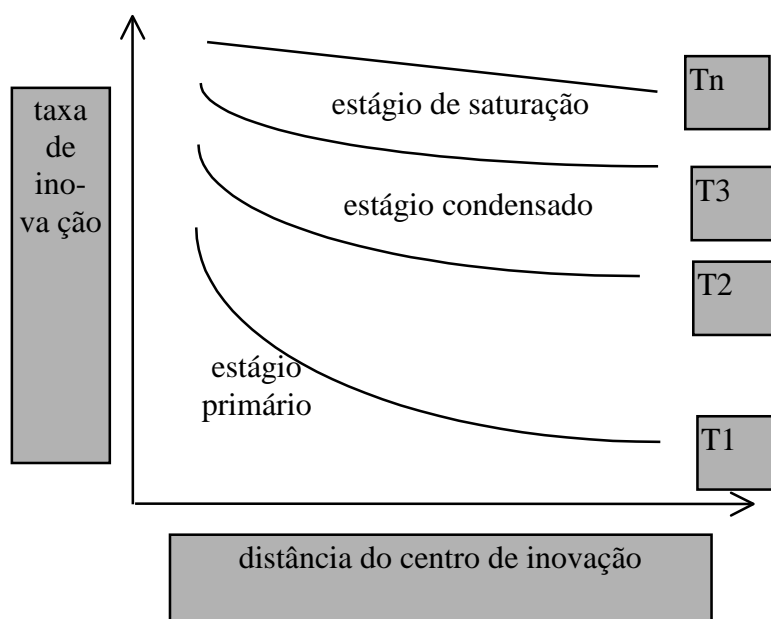 Tn
estágio de saturação
taxa
de
ino-
va ção
T3
estágio condensado
T2
estágio
primário
T1
distância do centro de inovação